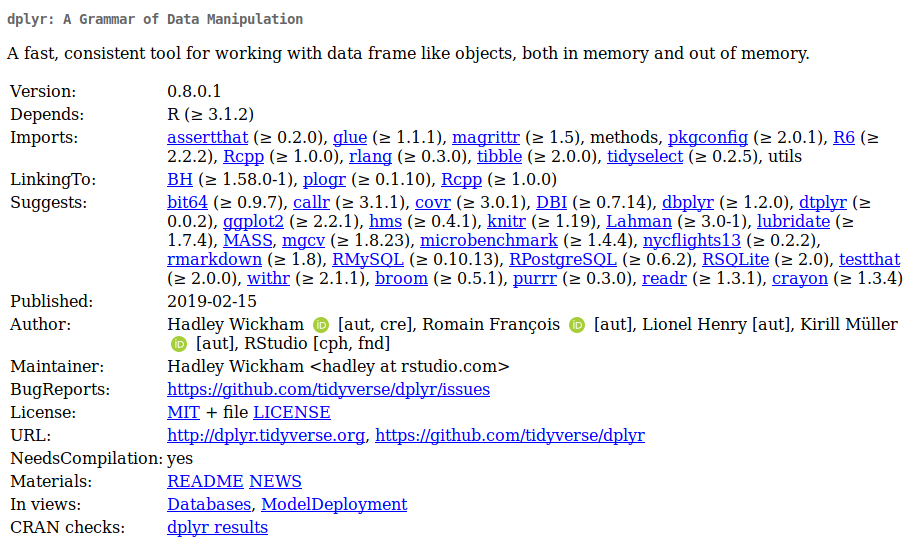 dplyr: A Grammar of Data Manipulation
A fast, consistent tool for working with data frame like objects, both in memory and out of memory.
Version: 0.8.0.1
Depends: R (≥ 3.1.2)
Imports: assertthat (≥ 0.2.0), glue (≥ 1.1.1), magrittr (≥ 1.5), methods, pkgconfig (≥ 2.0.1), R6 (≥
2.2.2), Rcpp (≥ 1.0.0), rlang (≥ 0.3.0), tibble (≥ 2.0.0), tidyselect (≥ 0.2.5), utils
LinkingTo: BH (≥ 1.58.0-1), plogr (≥ 0.1.10), Rcpp (≥ 1.0.0)
Suggests: bit64 (≥ 0.9.7), callr (≥ 3.1.1), covr (≥ 3.0.1), DBI (≥ 0.7.14), dbplyr (≥ 1.2.0), dtplyr (≥
0.0.2), ggplot2 (≥ 2.2.1), hms (≥ 0.4.1), knitr (≥ 1.19), Lahman (≥ 3.0-1), lubridate (≥
1.7.4), MASS, mgcv (≥ 1.8.23), microbenchmark (≥ 1.4.4), nycflights13 (≥ 0.2.2),
rmarkdown (≥ 1.8), RMySQL (≥ 0.10.13), RPostgreSQL (≥ 0.6.2), RSQLite (≥ 2.0), testthat
(≥ 2.0.0), withr (≥ 2.1.1), broom (≥ 0.5.1), purrr (≥ 0.3.0), readr (≥ 1.3.1), crayon (≥ 1.3.4)
Published: 2019-02-15
Author: Hadley Wickham iD [aut, cre], Romain François iD [aut], Lionel Henry [aut], Kirill Müller
iD [aut], RStudio [cph, fnd]
Maintainer: Hadley Wickham <hadley at rstudio.com>
BugReports: https://github.com/tidyverse/dplyr/issues
License: MIT + file LICENSE
URL: http://dplyr.tidyverse.org, https://github.com/tidyverse/dplyr
NeedsCompilation: yes
Materials: README NEWS
In views: Databases, ModelDeployment
CRAN checks: dplyr results